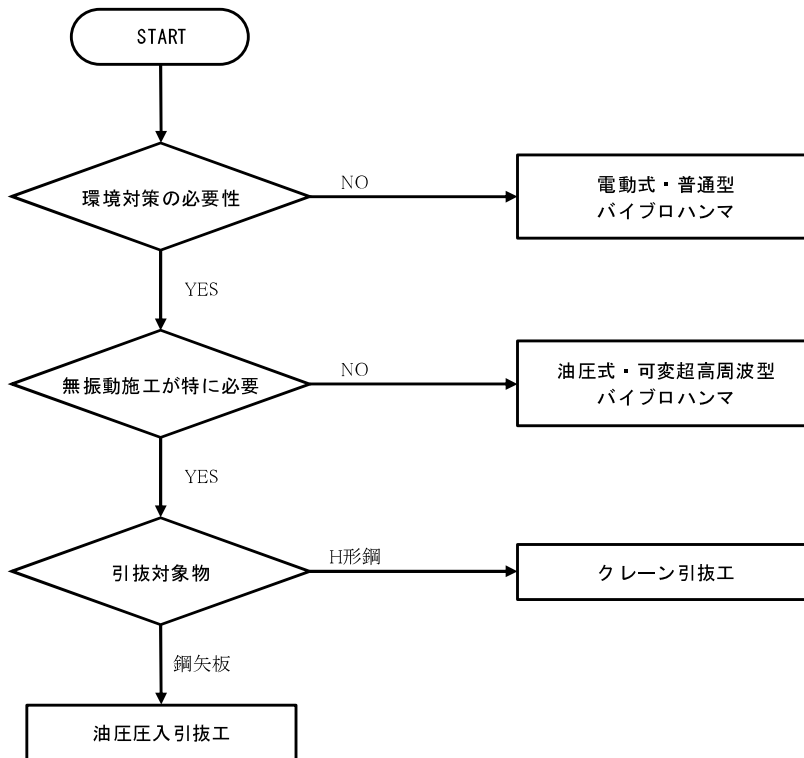 START
環境対策の必要性
NO
電動式・普通型
バイブロハンマ
YES
無振動施工が特に必要
NO
油圧式・可変超高周波型
バイブロハンマ
YES
引抜対象物
H形鋼
クレーン引抜工
鋼矢板
油圧圧入引抜工